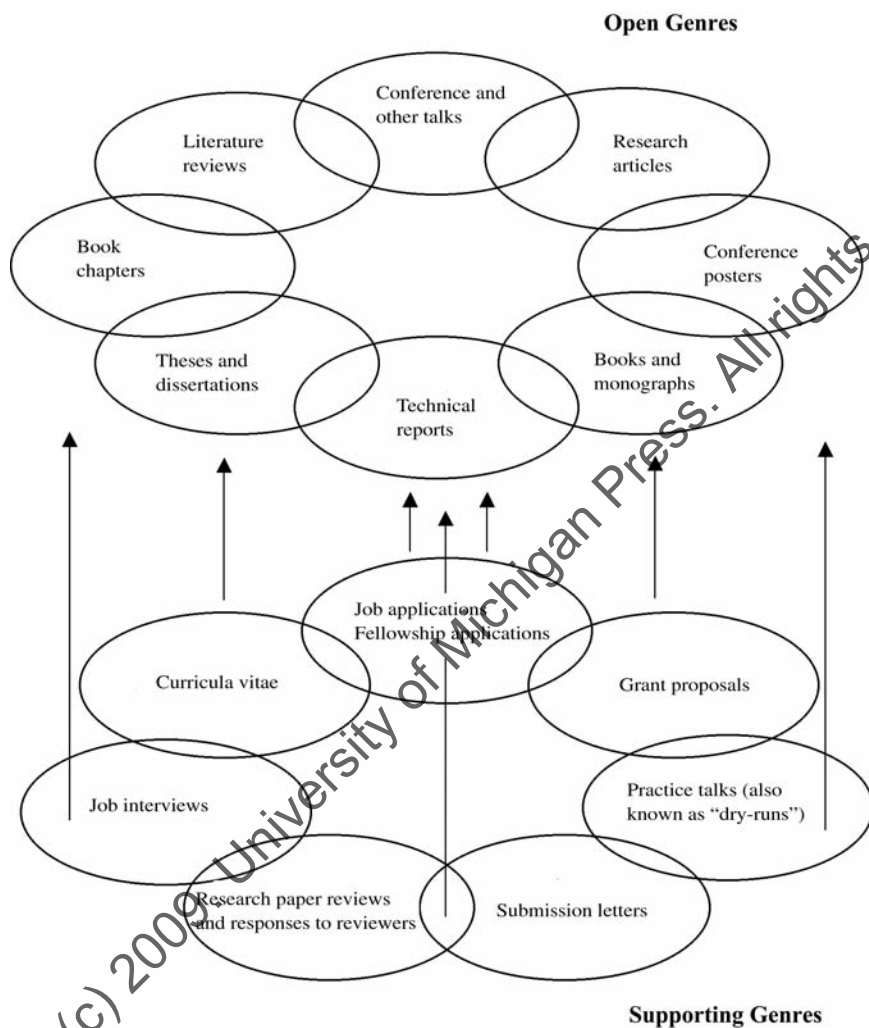 Open Genres
Conference and
other talks
Literature
reviews
Research
articles
Book
chapters
Conference
posters
Theses and
dissertations
Books and
monographs
Technical
reports
Job applications
Fellowship applications
Curricula vitae
Grant proposals
Job interviews
Practice talks (also
known as “dry-runs”)
Research paper reviews
and responses to reviewers
Submission letters
Supporting Genres
(c) 2009. University of Michigan Press. All rights